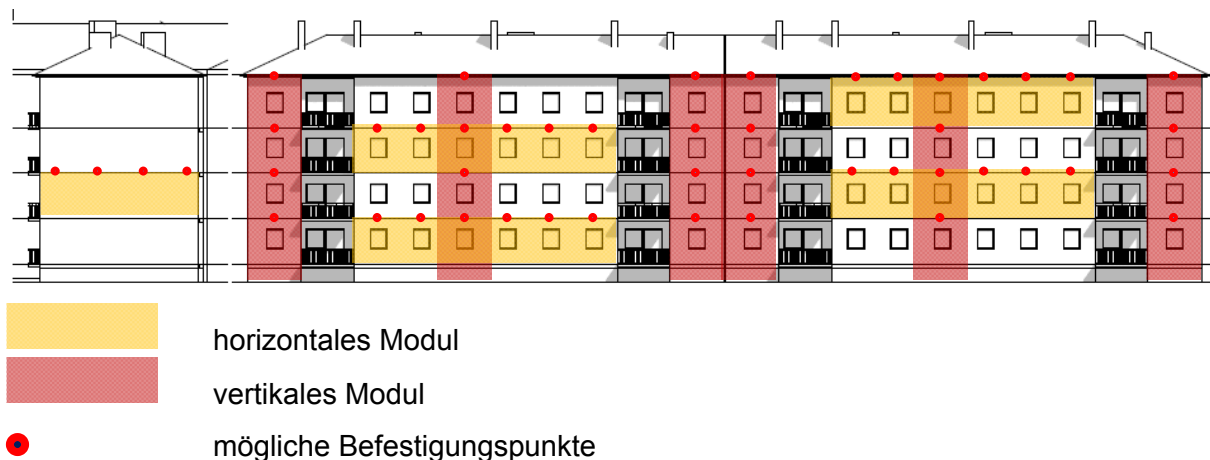 horizontales Modul
vertikales Modul
mögliche Befestigungspunkte